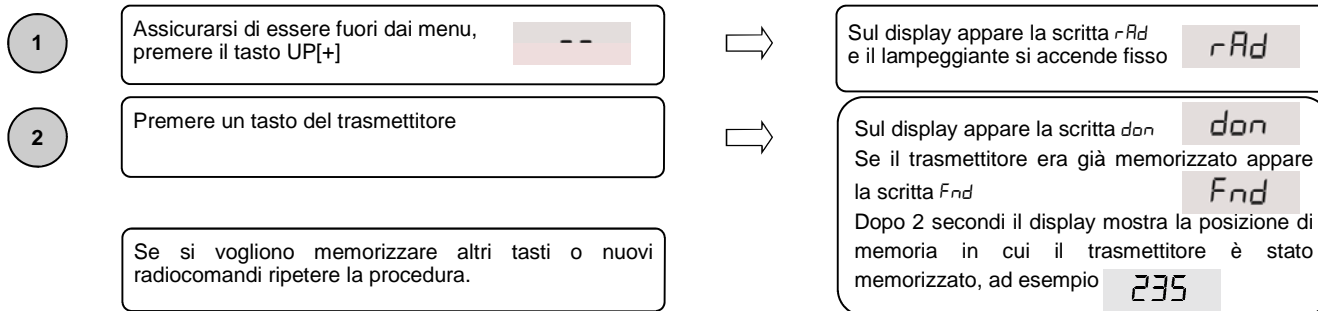 1
Assicurarsi di essere fuori dai menu,
premere il tasto UP[+]
--
Sul display appare la scritta rAd
e il lampeggiante si accende fisso
rAd
2
Premere un tasto del trasmettitore
Sul display appare la scritta don
don
Se il trasmettitore era già memorizzato appare
la scritta Fnd
Fnd
Dopo 2 secondi il display mostra la posizione di
memoria in cui il trasmettitore è stato
memorizzato, ad esempio
235
Se si vogliono memorizzare altri tasti o nuovi
radiocomandi ripetere la procedura.